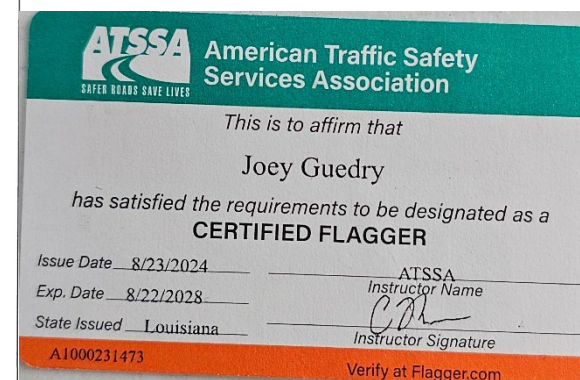 ATSSA
SAFER ROADS SAVE LIVES
American Traffic Safety
Services Association
This is to affirm that
Joey Guedry
has satisfied the requirements to be designated as a
CERTIFIED FLAGGER
Issue Date 8/23/2024
Exp. Date 8/22/2028
State Issued Louisiana
ATSSA
Instructor Name
Instructor Signature
A1000231473
Verify at Flagger.com